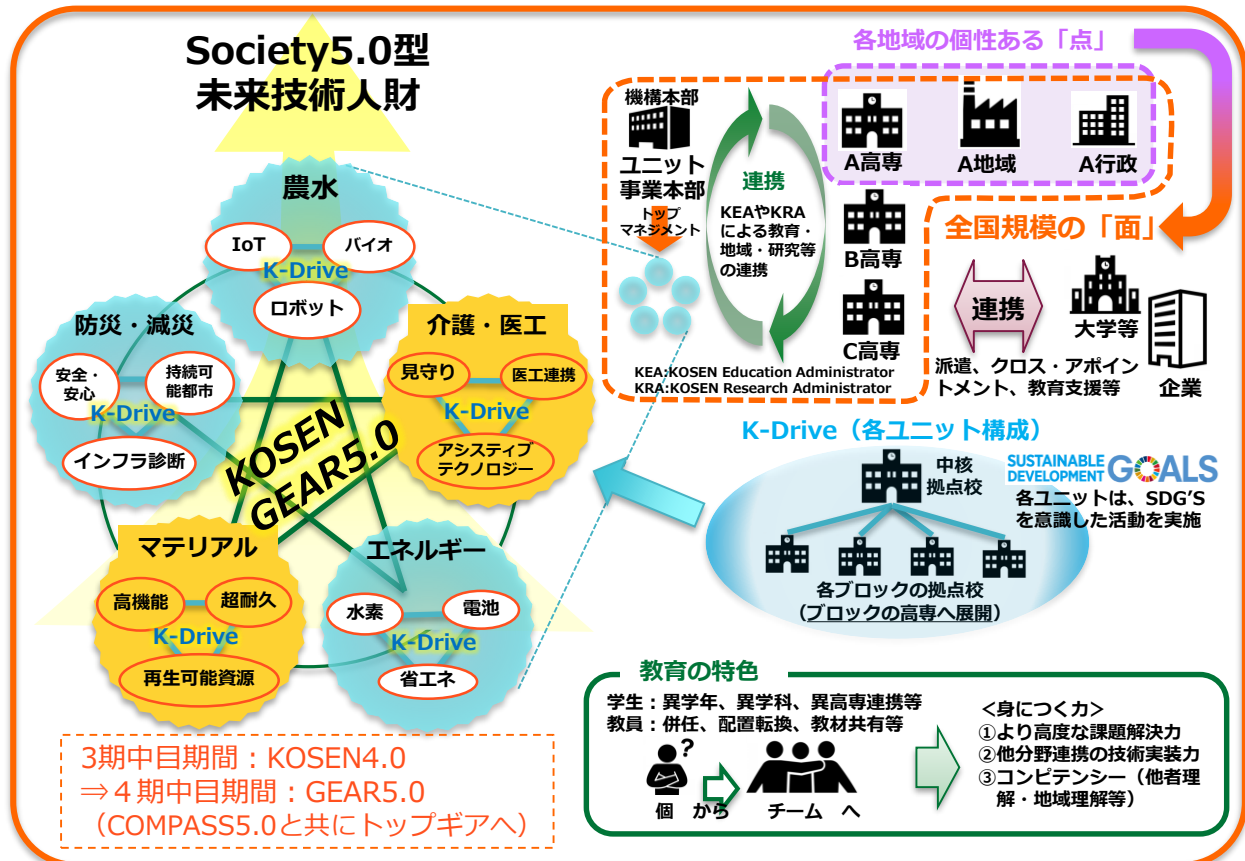 Society5.0型
未来技術人財
農水
IoT
バイオ
K-Drive
ロボット
防災・減災
安全・
安心
持続可
能都市
K-Drive
インフラ診断
介護・医工
見守り
医工連携
K-Drive
アシスティブ
テクノロジー
KOSEN
GEAR5.0
マテリアル
高機能
超耐久
K-Drive
再生可能資源
エネルギー
水素
電池
K-Drive
省エネ
3期中目期間：KOSEN4.0
⇒４期中目期間：GEAR5.0
（COMPASS5.0と共にトップギアへ）
各地域の個性ある「点」
機構本部
ユニット
事業本部
トップ
マネジメント
連携
KEAやKRA
による教育・
地域・研究等
の連携
A高専
A地域
A行政
B高専
C高専
KEA:KOSEN Education Administrator
KRA:KOSEN Research Administrator
全国規模の「面」
連携
大学等
企業
派遣、クロス・アポイン
トメント、教育支援等
K-Drive（各ユニット構成）
中核
拠点校
SUSTAINABLE
DEVELOPMENT
GOALS
各ユニットは、SDG’S
を意識した活動を実施
各ブロックの拠点校
（ブロックの高専へ展開）
教育の特色
学生：異学年、異学科、異高専連携等
教員：併任、配置転換、教材共有等
?
個 から チーム へ
＜身につく力＞
①より高度な課題解決力
②他分野連携の技術実装力
③コンピテンシー（他者理
解・地域理解等）